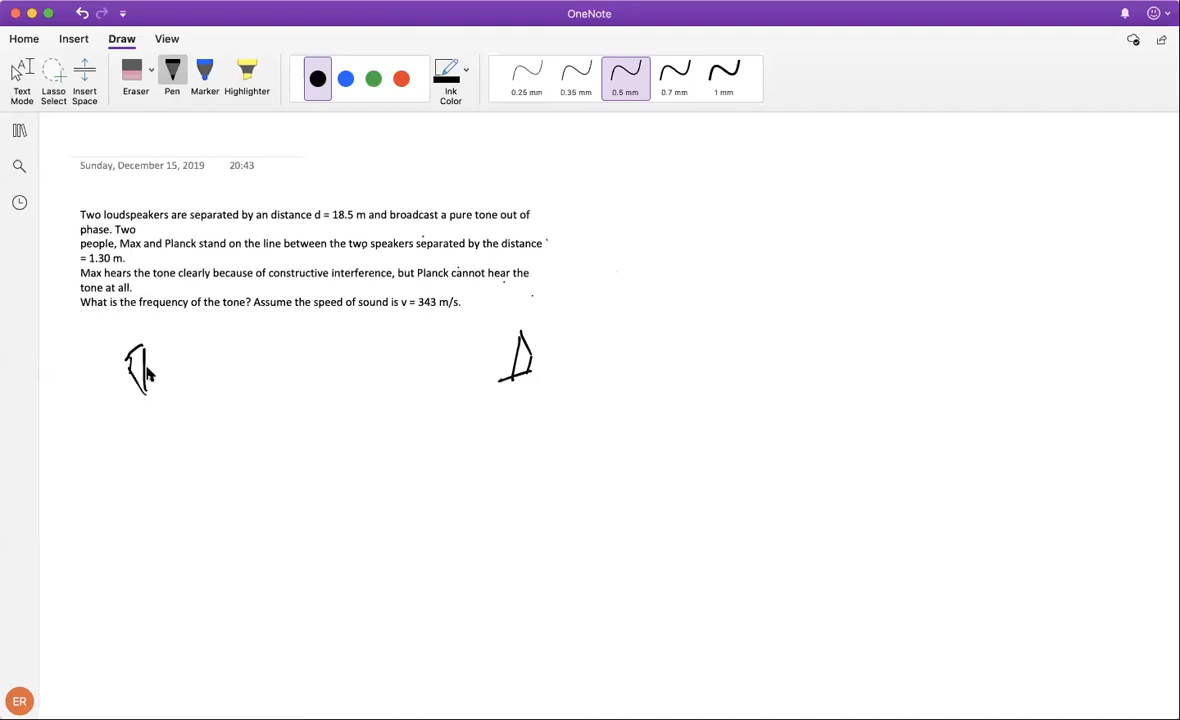 OneNote
Home Insert Draw View
Text Mode
Lasso Select
Insert Space
Eraser
Pen
Marker
Highlighter
Ink Color
0.25 mm
0.35 mm
0.5 mm
0.7 mm
1 mm
Sunday, December 15, 2019 20:43
Two loudspeakers are separated by an distance d = 18.5 m and broadcast a pure tone out of
phase. Two
people, Max and Planck stand on the line between the two speakers separated by the distance `
= 1.30 m.
Max hears the tone clearly because of constructive interference, but Planck cannot hear the
tone at all.
What is the frequency of the tone? Assume the speed of sound is v = 343 m/s.
ER